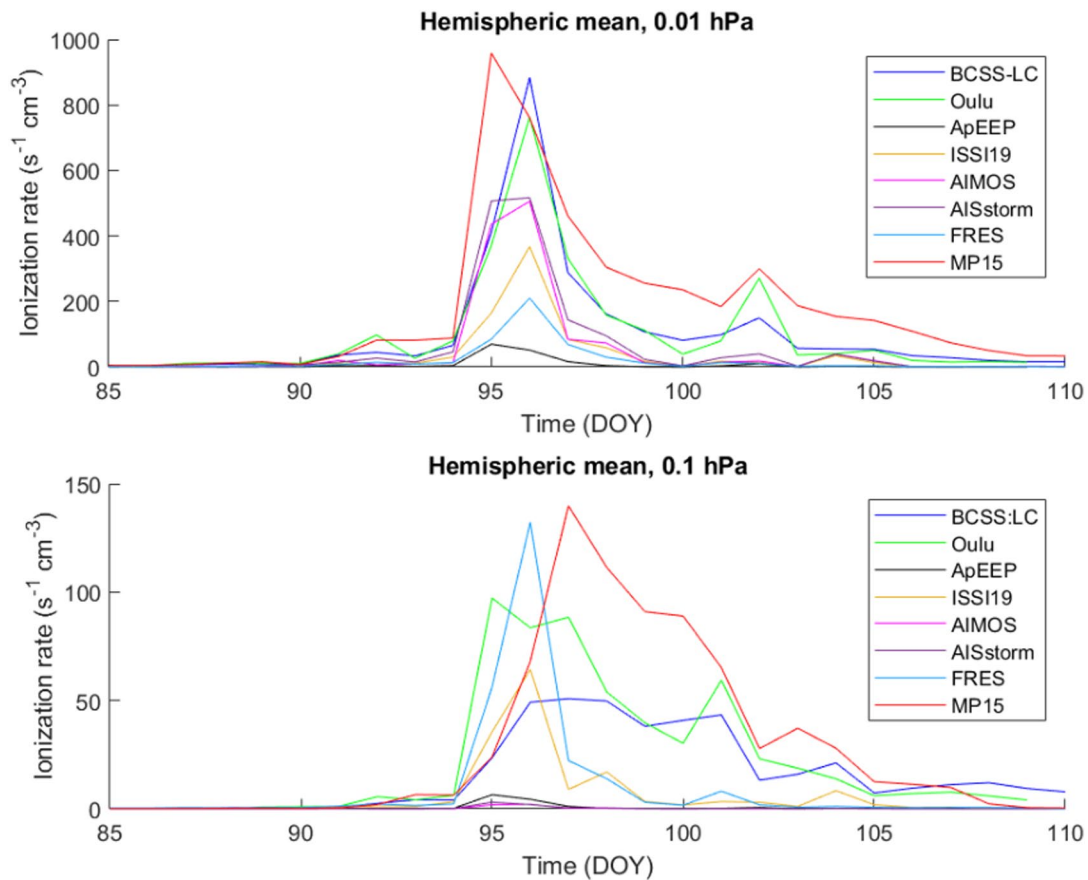 Hemispheric mean, 0.01 hPa
Ionization rate (s⁻¹ cm⁻³)
1000
800
600
400
200
0
85
90
95
100
105
110
Time (DOY)
BCSS-LC
Oulu
ApEEP
ISSI19
AIMOS
AISstorm
FRES
MP15
Hemispheric mean, 0.1 hPa
Ionization rate (s⁻¹ cm⁻³)
150
100
50
0
85
90
95
100
105
110
Time (DOY)
BCSS:LC
Oulu
ApEEP
ISSI19
AIMOS
AISstorm
FRES
MP15